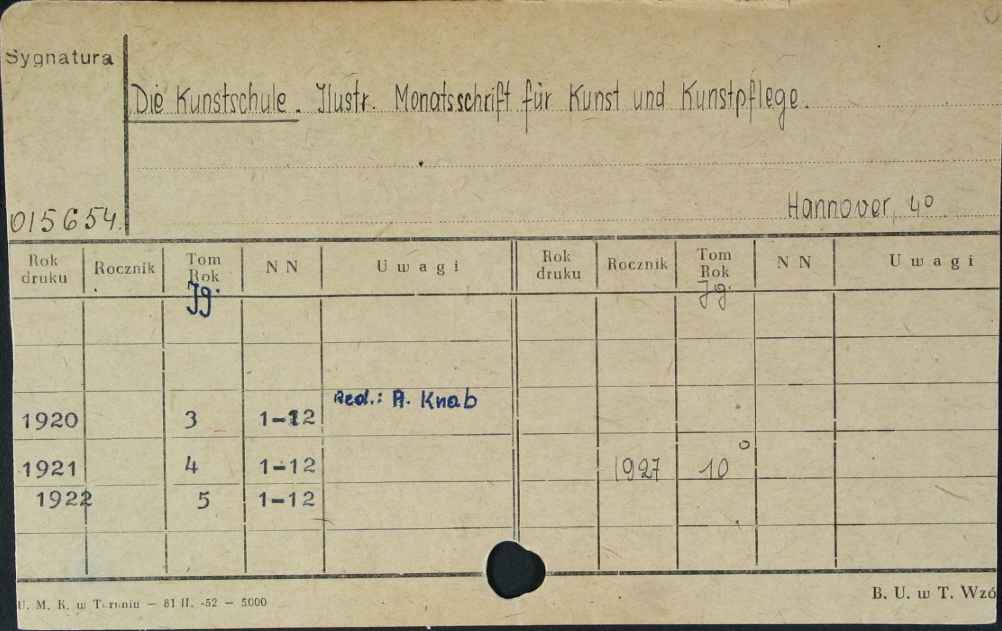 Sygnatura
Die Kunstschule. Ilustr. Monatsschrift für Kunst und Kunstpflege.
015654. Hannover, 4º
Rok druku Rocznik Tom Rok NN Uwagi Rok druku Rocznik Tom Rok NN Uwagi
Jg. Jg.
Red.: A. Knab
1920 3 1-12
1921 4 1-12 1927 10
1922 5 1-12
U. M. K. w Toruniu — 81 II. -52 — 5000 B. U. w T. Wzó